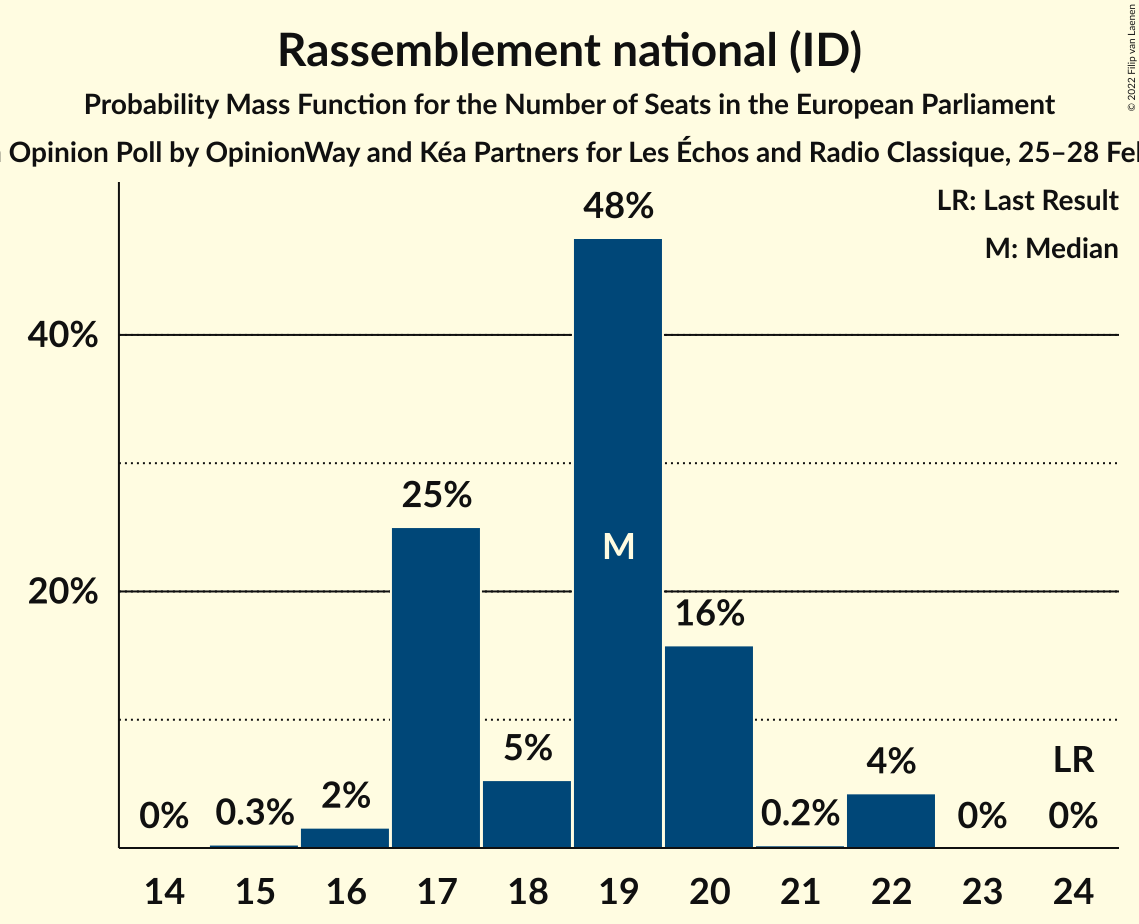 Rassemblement national (ID)
Probability Mass Function for the Number of Seats in the European Parliament
Opinion Poll by OpinionWay and Kéa Partners for Les Échos and Radio Classique, 25–28
© 2022 Filip van Laenen
LR: Last Result
M: Median
48%
40%
25%
M
20%
16%
5%
4%
LR
2%
0%
0.3%
0.2%
0%
0%
14 15 16 17 18 19 20 21 22 23 24